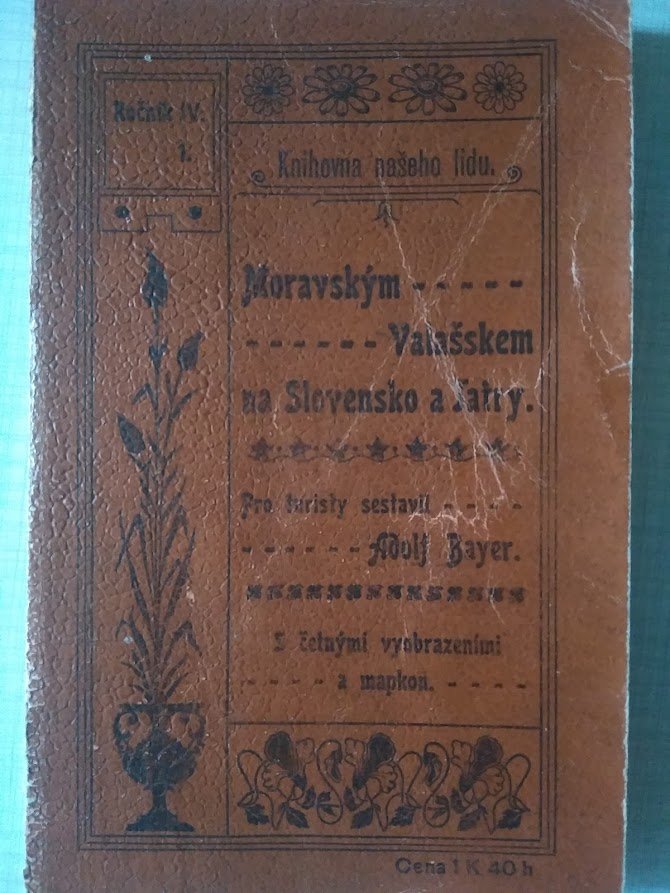 Ročník IV.
1.
Knihovna našeho lidu.
Moravským - - - - -
- - - - - - Valašskem
na Slovensko a Tatry.
Pro turisty sestavil - - - -
- - - - - - Adolf Bayer.
S četnými vyobrazeními
- - - - a mapkou. - - - -
Cena 1 K 40 h